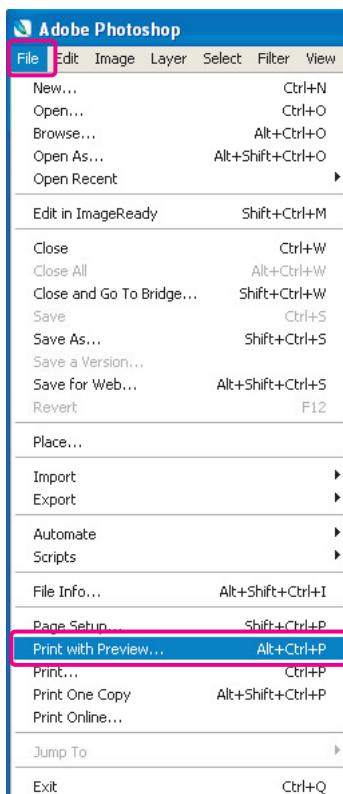 Adobe Photoshop
File Edit Image Layer Select Filter View
New... Ctrl+N
Open... Ctrl+O
Browse... Alt+Ctrl+O
Open As... Alt+Shift+Ctrl+O
Open Recent
Edit in ImageReady Shift+Ctrl+M
Close Ctrl+W
Close All Alt+Ctrl+W
Close and Go To Bridge... Shift+Ctrl+W
Save Ctrl+S
Save As... Shift+Ctrl+S
Save a Version...
Save for Web... Alt+Shift+Ctrl+S
Revert F12
Place...
Import
Export
Automate
Scripts
File Info... Alt+Shift+Ctrl+I
Page Setup... Shift+Ctrl+P
Print with Preview... Alt+Ctrl+P
Print... Ctrl+P
Print One Copy Alt+Shift+Ctrl+P
Print Online...
Jump To
Exit Ctrl+Q